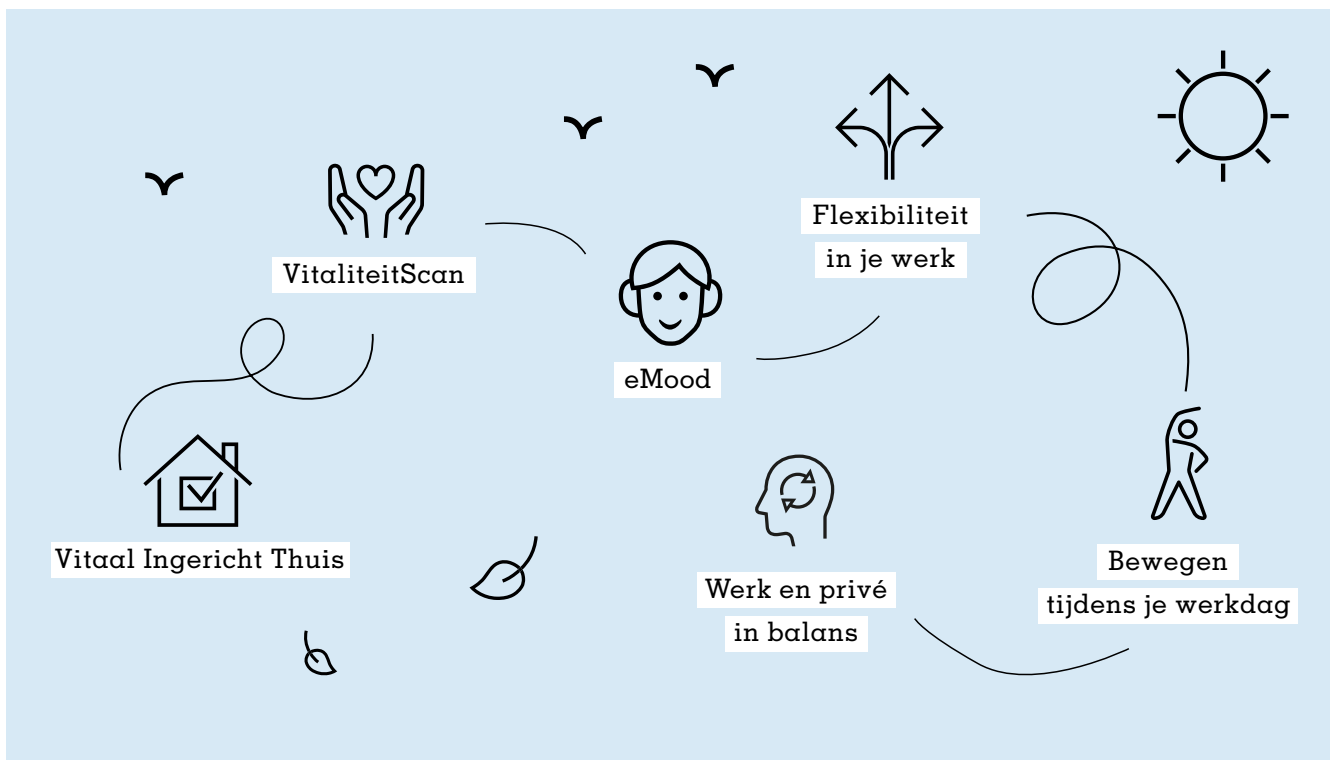 Flexibiliteit
in je werk
VitaliteitScan
eMood
Vitaal Ingericht Thuis
Werk en privé
in balans
Bewegen
tijdens je werkdag